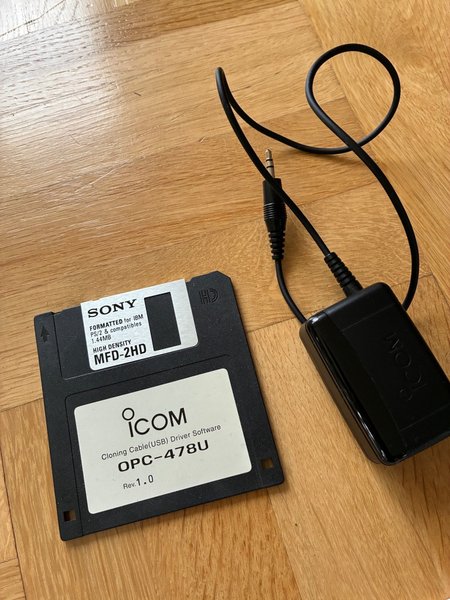 SONY
FORMATTED for IBM
PS/2 & compatibles
1.44MB
HIGH DENSITY
MFD-2HD
HD
ICOM
Cloning Cable(USB) Driver Software
OPC-478U
Rev.1.0
ICOM